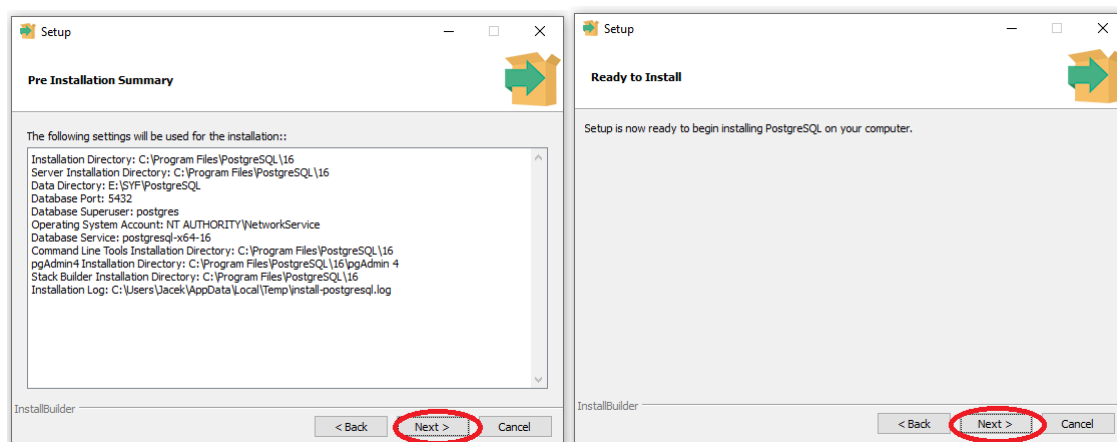 Setup
Pre Installation Summary
The following settings will be used for the installation::
Installation Directory: C:\Program Files\PostgreSQL\16
Server Installation Directory: C:\Program Files\PostgreSQL\16
Data Directory: E:\SYF\PostgreSQL
Database Port: 5432
Database Superuser: postgres
Operating System Account: NT AUTHORITY\NetworkService
Database Service: postgresql-x64-16
Command Line Tools Installation Directory: C:\Program Files\PostgreSQL\16
pgAdmin4 Installation Directory: C:\Program Files\PostgreSQL\16\pgAdmin 4
Stack Builder Installation Directory: C:\Program Files\PostgreSQL\16
Installation Log: C:\Users\Jacek\AppData\Local\Temp\install-postgresql.log
InstallBuilder
< Back Next > Cancel
Setup
Ready to Install
Setup is now ready to begin installing PostgreSQL on your computer.
InstallBuilder
< Back Next > Cancel